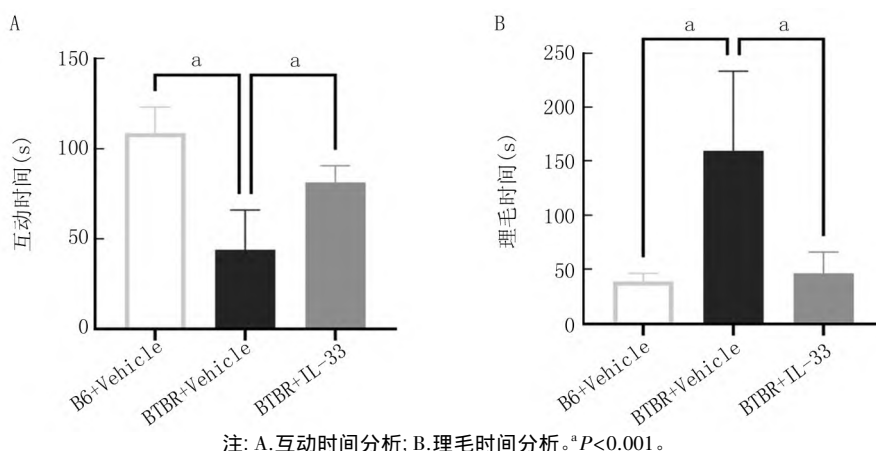 A
150
100
50
0
互动时间(s)
a
a
B6+Vehicle
BTBR+Vehicle
BTBR+IL-33
B
250
200
150
100
50
0
理毛时间(s)
a
a
B6+Vehicle
BTBR+Vehicle
BTBR+IL-33
注: A.互动时间分析; B.理毛时间分析。ᵃP<0.001。